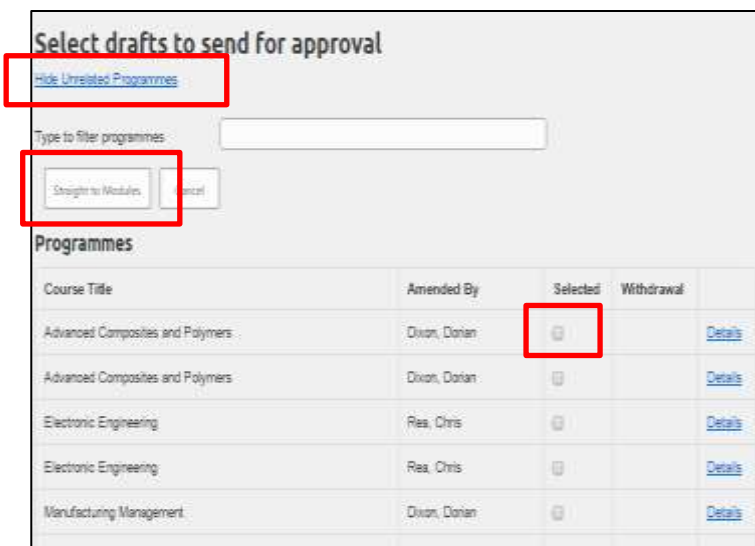 Select drafts to send for approval
Hide Unrelated Programmes
Type to filter programmes
Straight to Modules Cancel
Programmes
Course Title Amended By Selected Withdrawal
Advanced Composites and Polymers Dixon, Dorian Details
Advanced Composites and Polymers Dixon, Dorian Details
Electronic Engineering Rea, Chris Details
Electronic Engineering Rea, Chris Details
Manufacturing Management Dixon, Dorian Details